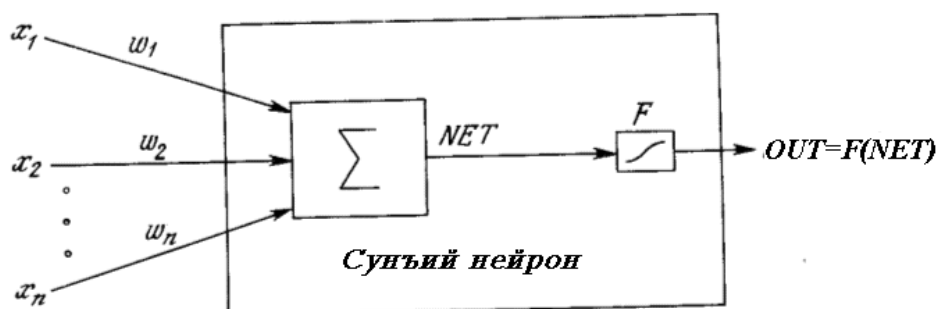 x₁
w₁
x₂
w₂
xₙ
wₙ
Σ
NET
F
OUT=F(NET)
Сунъий нейрон